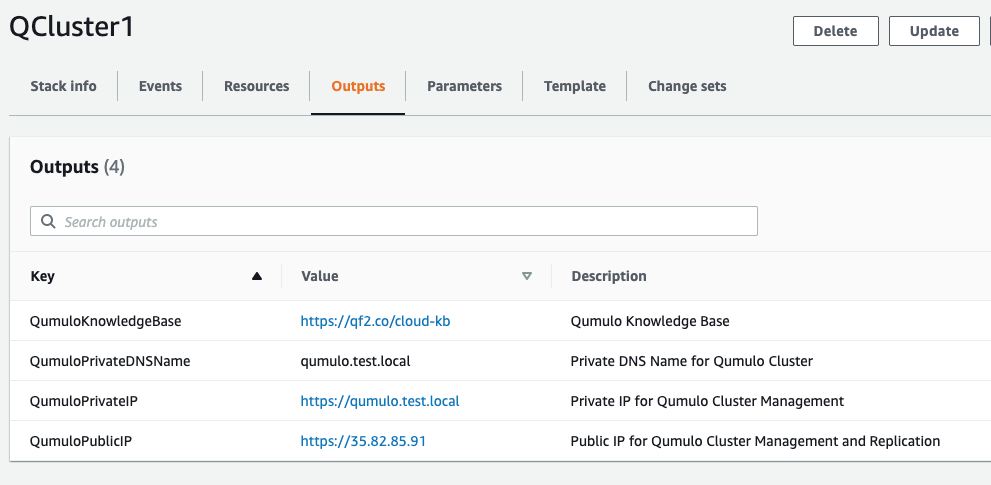 QCluster1
Delete Update
Stack info Events Resources Outputs Parameters Template Change sets
Outputs (4)
Search outputs
Key Value Description
QumuloKnowledgeBase https://qf2.co/cloud-kb Qumulo Knowledge Base
QumuloPrivateDNSName qumulo.test.local Private DNS Name for Qumulo Cluster
QumuloPrivateIP https://qumulo.test.local Private IP for Qumulo Cluster Management
QumuloPublicIP https://35.82.85.91 Public IP for Qumulo Cluster Management and Replication